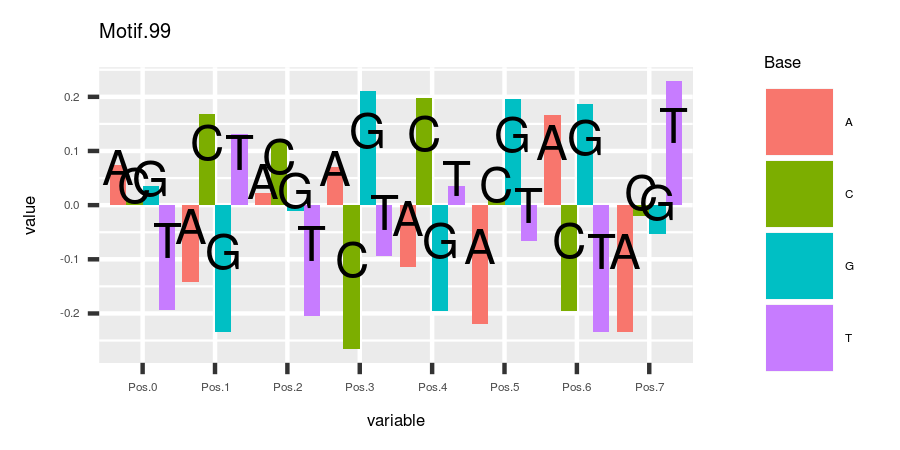 Motif.99
Base
value
0.2
0.1
0.0
-0.1
-0.2
A C G T A C G T A C G T A C G T A C G T A C G T A C G T A C G T
A
C
G
T
Pos.0 Pos.1 Pos.2 Pos.3 Pos.4 Pos.5 Pos.6 Pos.7
variable